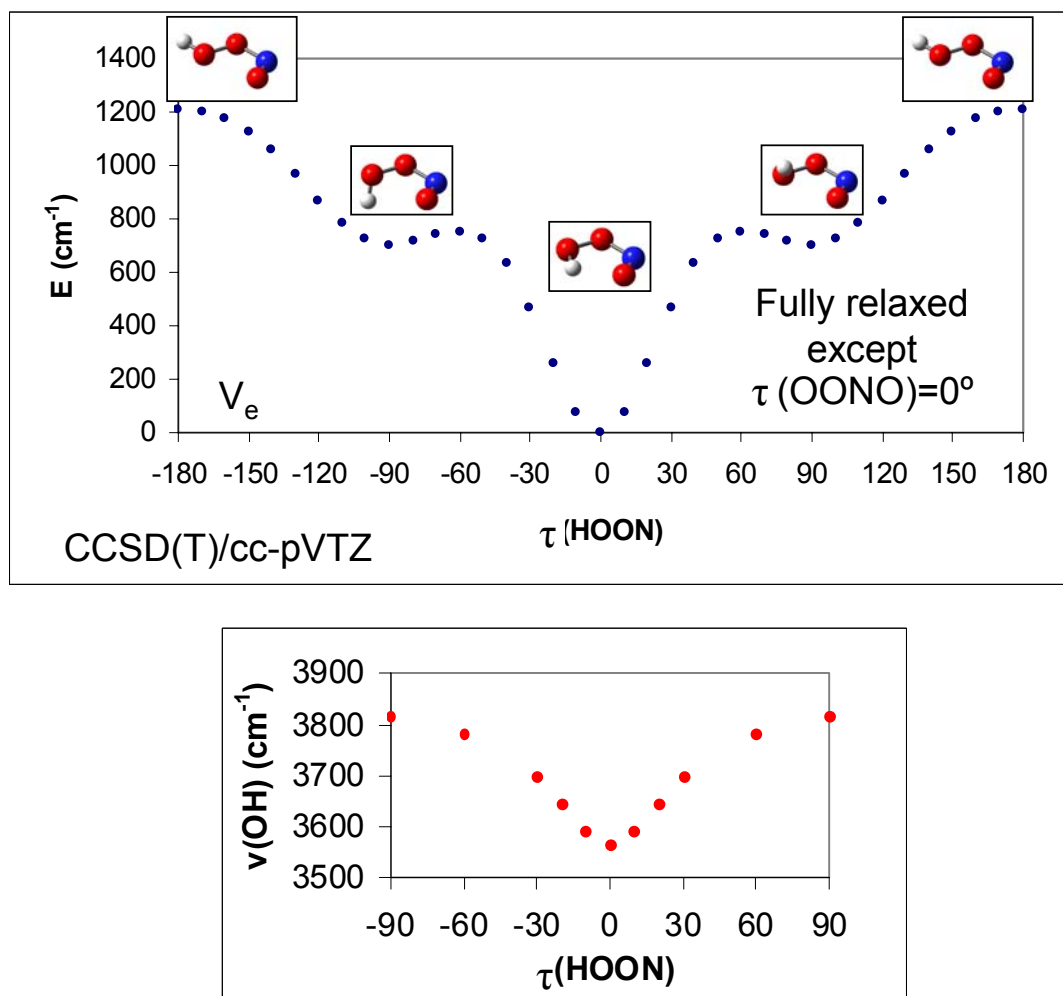 1400
1200
1000
800
600
400
200
0
E (cm-1)
Fully relaxed
except
τ (OONO)=0º
Ve
-180 -150 -120 -90 -60 -30 0 30 60 90 120 150 180
τ (HOON)
CCSD(T)/cc-pVTZ
3900
3800
3700
3600
3500
ν(OH) (cm-1)
-90 -60 -30 0 30 60 90
τ(HOON)